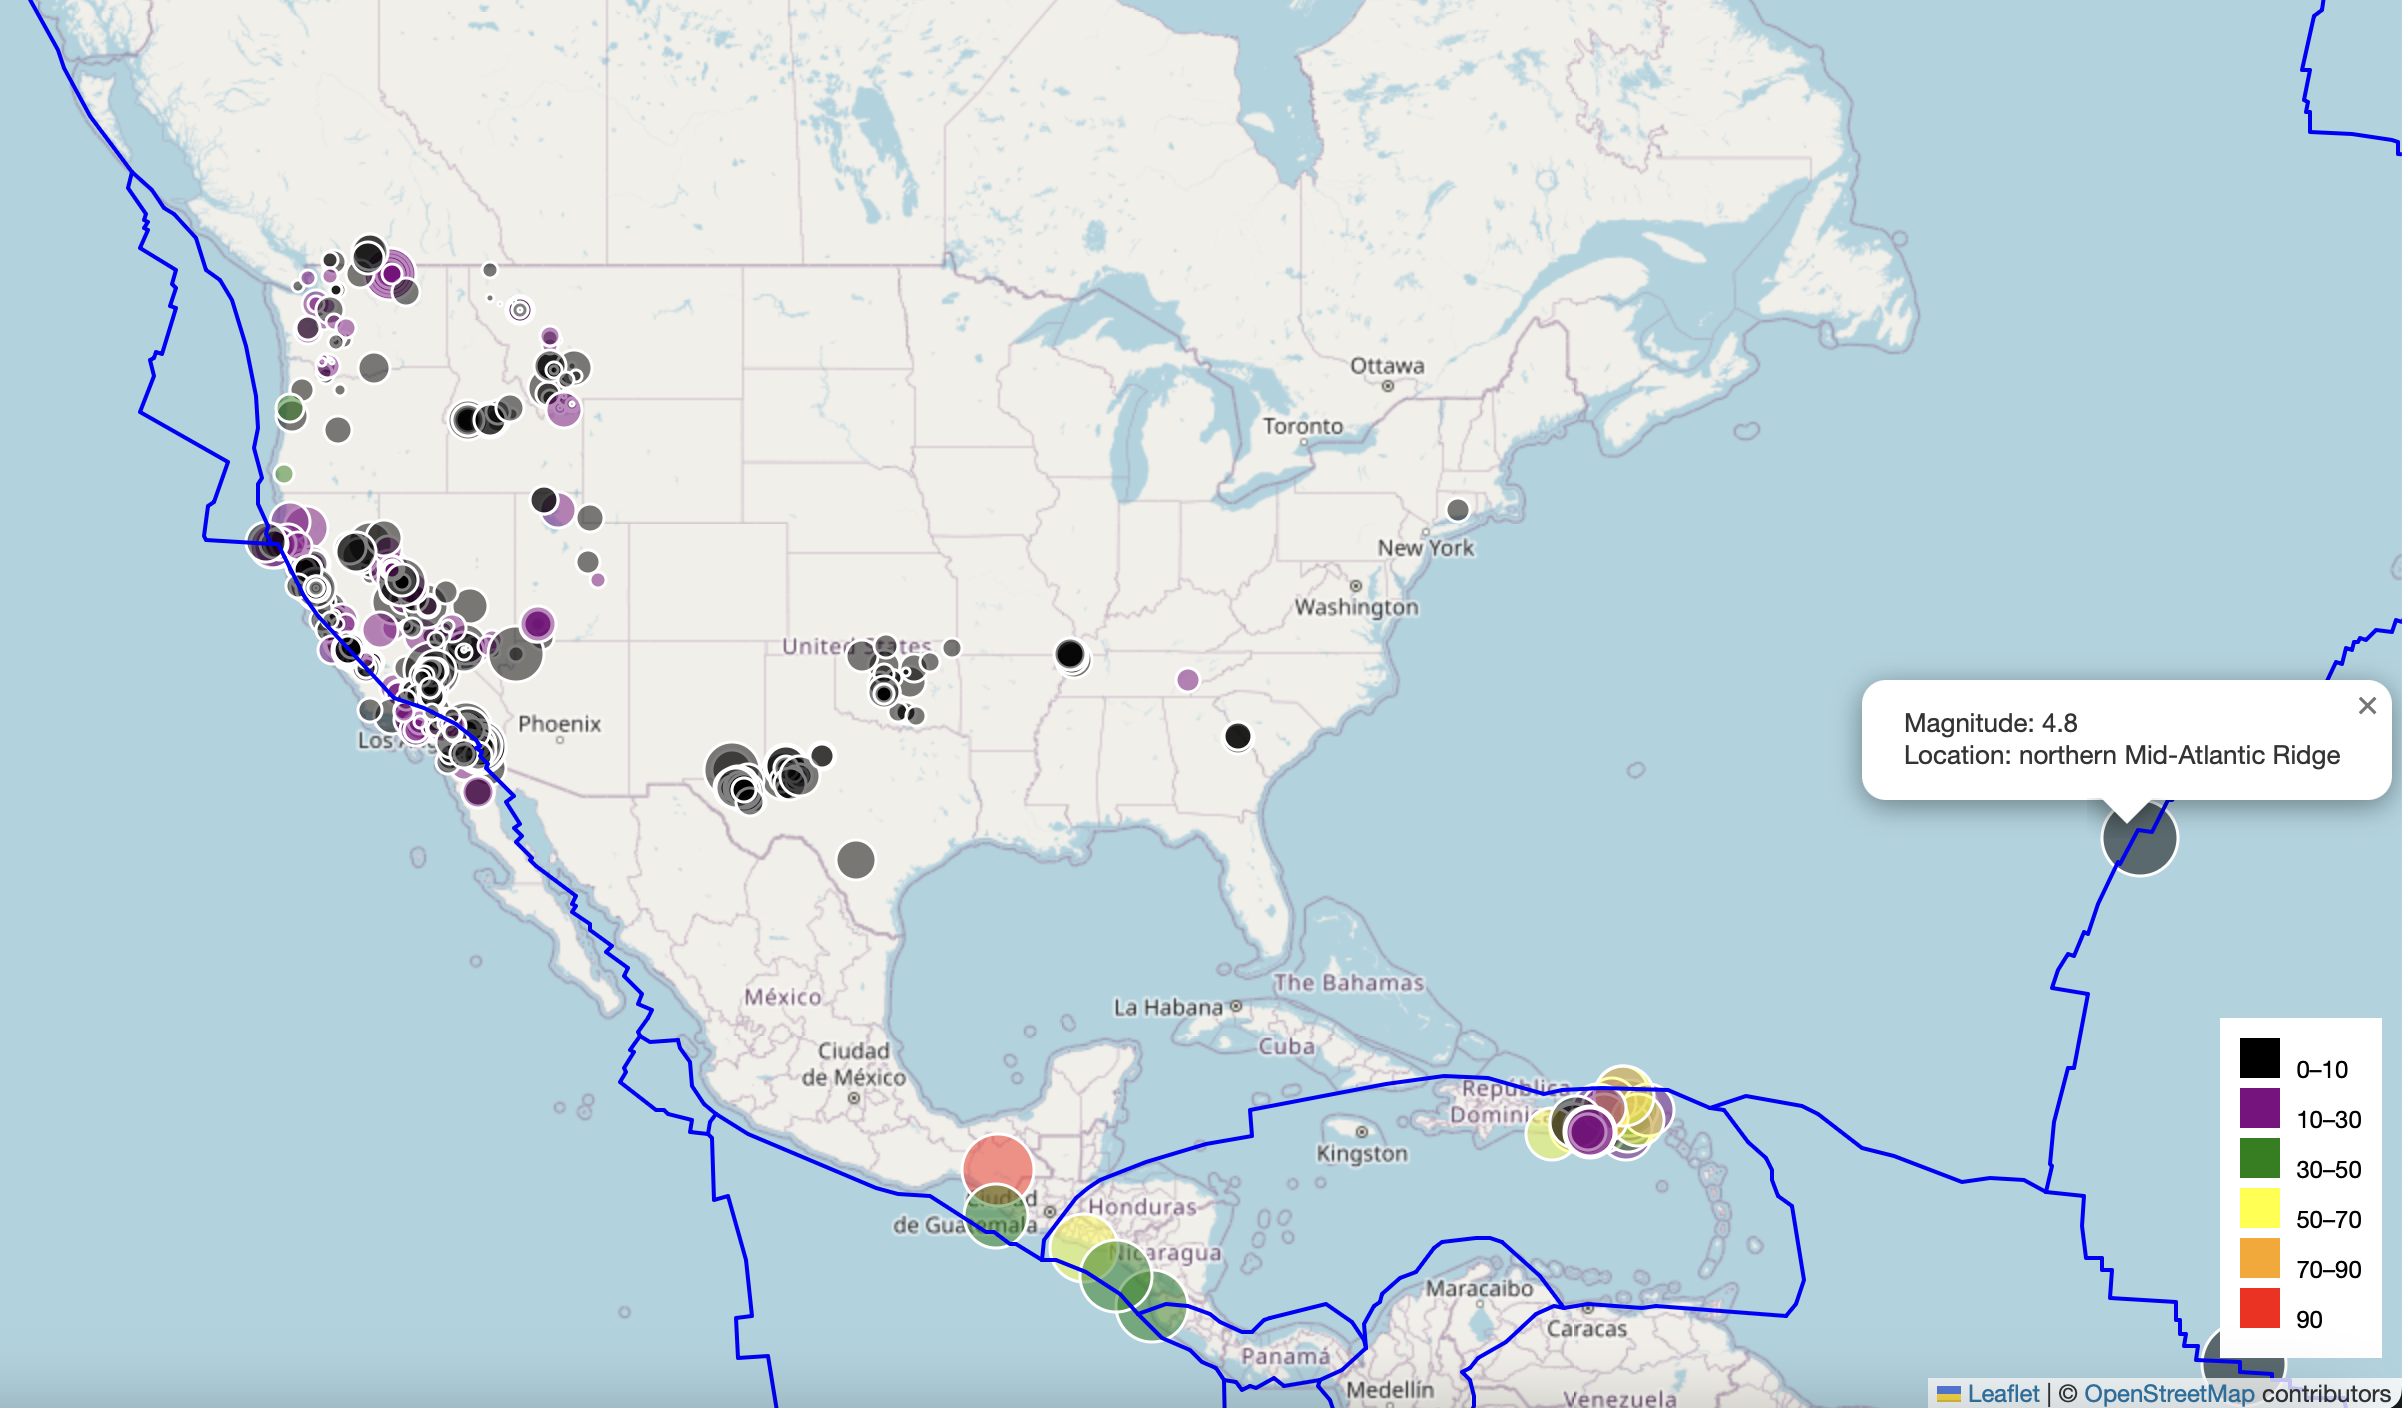 Ottawa
Toronto
New York
Washington
United States
Phoenix
Los
Magnitude: 4.8
Location: northern Mid-Atlantic Ridge
×
The Bahamas
La Habana
México
Cuba
Ciudad
de México
República
Dominic
Kingston
Ciudad
de Guatemala
Honduras
Nicaragua
Maracaibo
Caracas
Panamá
Medellín
Venezuela
0–10
10–30
30–50
50–70
70–90
90
Leaflet | © OpenStreetMap contributors